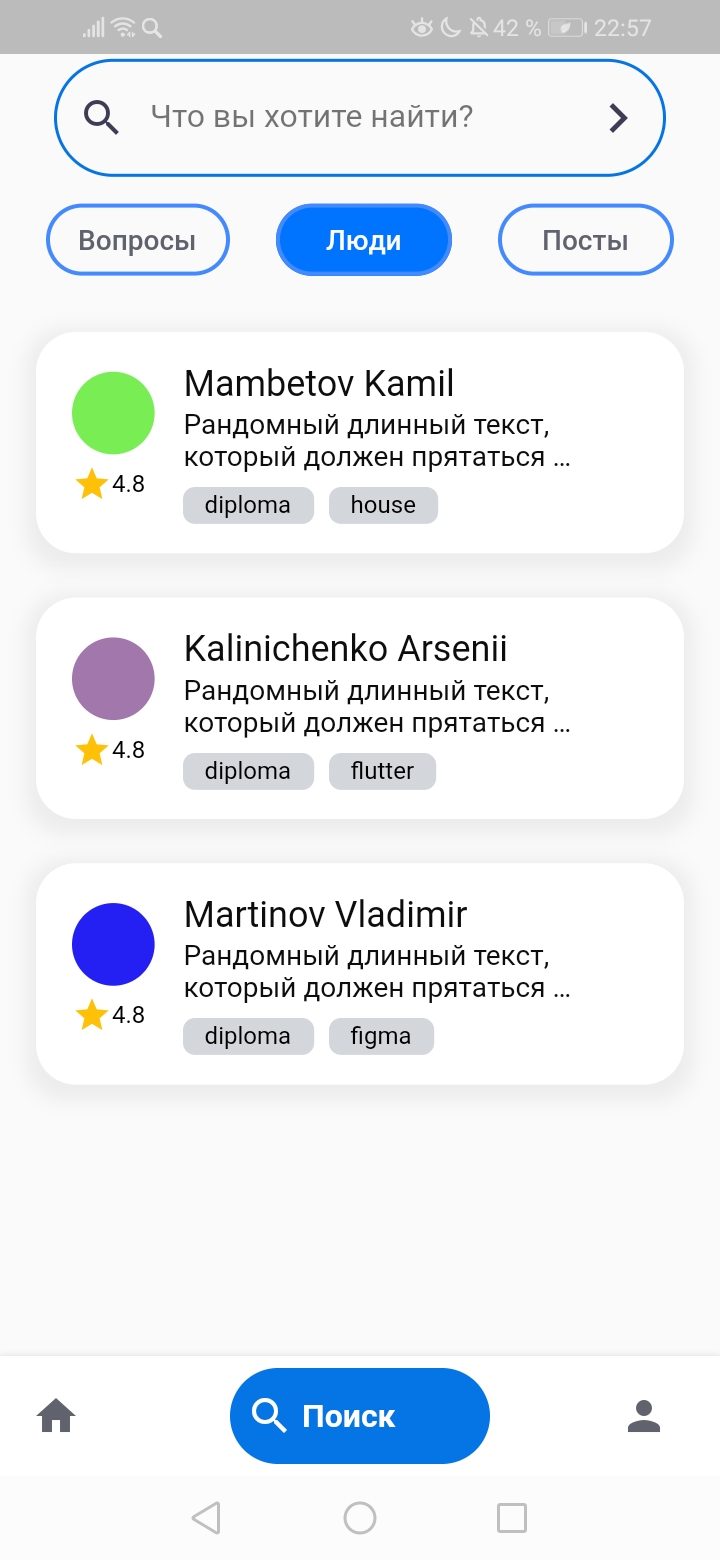 42 % 22:57
Что вы хотите найти?
Вопросы Люди Посты
Mambetov Kamil
Рандомный длинный текст,
который должен прятаться ...
4.8
diploma house
Kalinichenko Arsenii
Рандомный длинный текст,
который должен прятаться ...
4.8
diploma flutter
Martinov Vladimir
Рандомный длинный текст,
который должен прятаться ...
4.8
diploma figma
Поиск